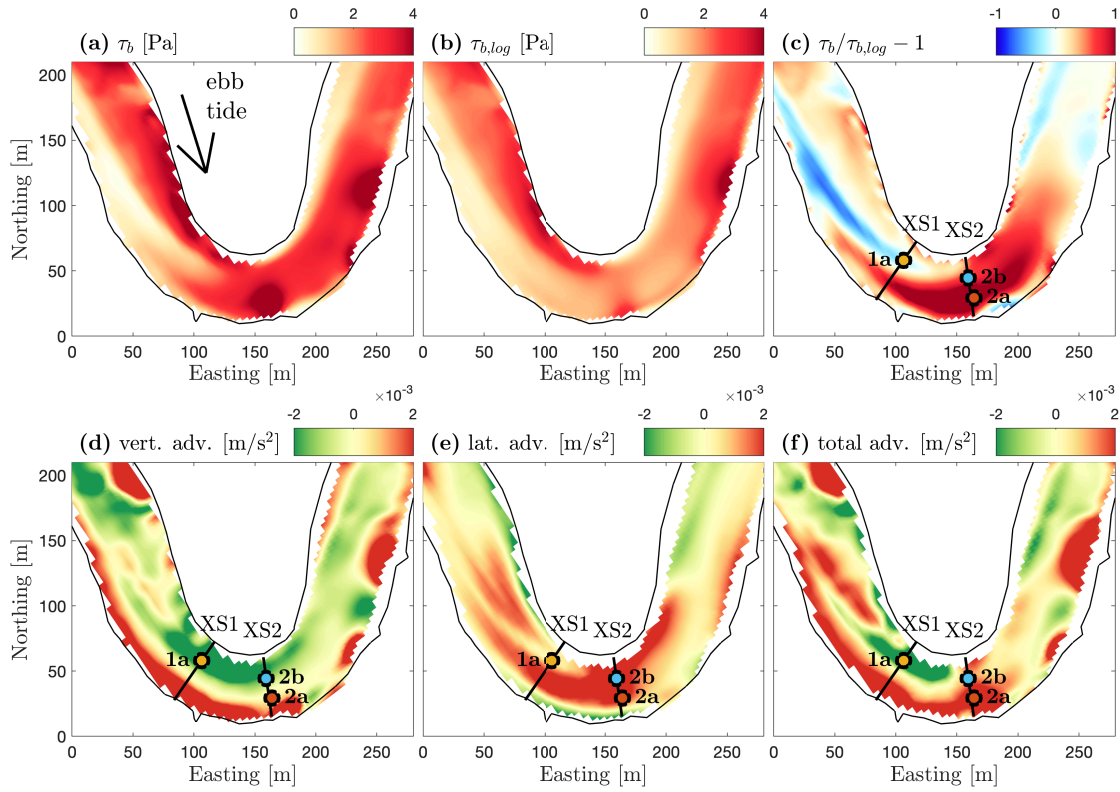 0 2 4
0 2 4
-1 0 1
(a) τ_b [Pa]
(b) τ_{b,log} [Pa]
(c) τ_b/τ_{b,log} − 1
ebb
tide
XS1
XS2
1a
2b
2a
200
150
100
50
0
Northing [m]
0 50 100 150 200 250
0 50 100 150 200 250
0 50 100 150 200 250
Easting [m]
Easting [m]
Easting [m]
×10⁻³
×10⁻³
×10⁻³
-2 0 2
-2 0 2
-2 0 2
(d) vert. adv. [m/s²]
(e) lat. adv. [m/s²]
(f) total adv. [m/s²]
XS1
XS2
1a
2b
2a
XS1
XS2
1a
2b
2a
XS1
XS2
1a
2b
2a
200
150
100
50
0
Northing [m]
0 50 100 150 200 250
0 50 100 150 200 250
0 50 100 150 200 250
Easting [m]
Easting [m]
Easting [m]